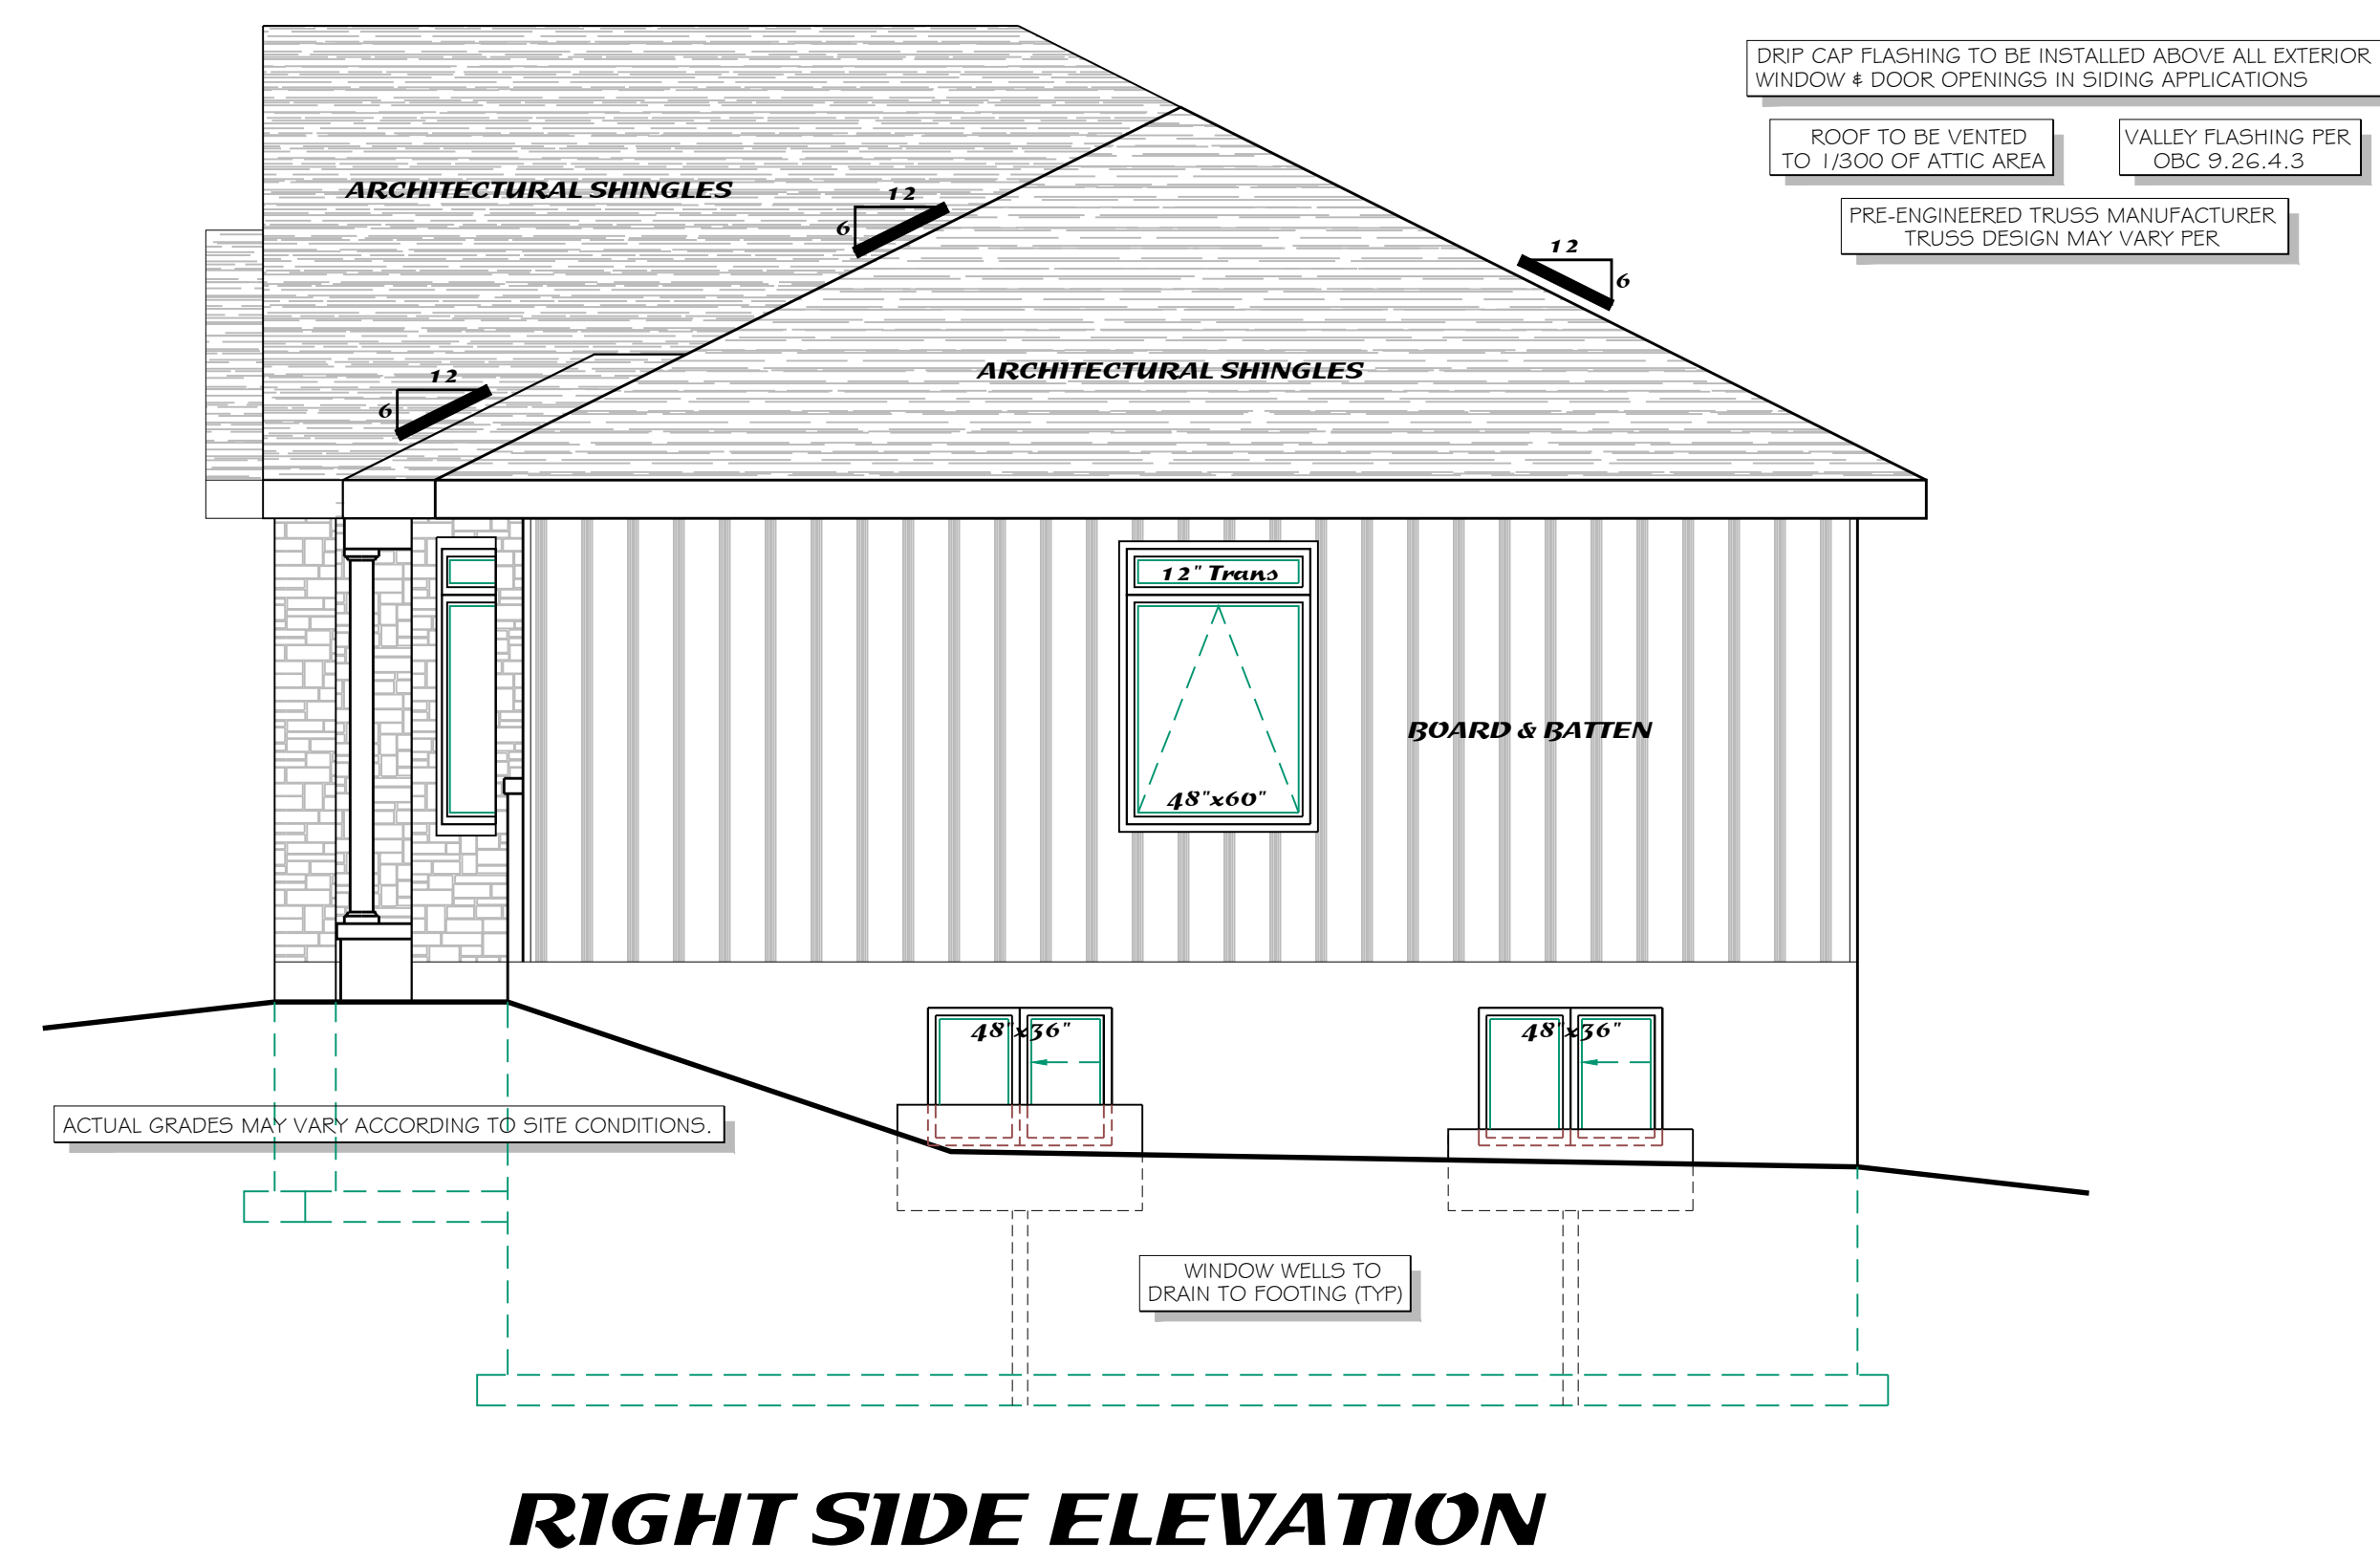 DRIP CAP FLASHING TO BE INSTALLED ABOVE ALL EXTERIOR
WINDOW & DOOR OPENINGS IN SIDING APPLICATIONS
ROOF TO BE VENTED
TO 1/300 OF ATTIC AREA
VALLEY FLASHING PER
OBC 9.26.4.3
PRE-ENGINEERED TRUSS MANUFACTURER
TRUSS DESIGN MAY VARY PER
ARCHITECTURAL SHINGLES
12
6
12
6
ARCHITECTURAL SHINGLES
12
6
12" Trans
48"x60"
BOARD & BATTEN
48"x36"
48"x36"
ACTUAL GRADES MAY VARY ACCORDING TO SITE CONDITIONS.
WINDOW WELLS TO
DRAIN TO FOOTING (TYP)
RIGHT SIDE ELEVATION